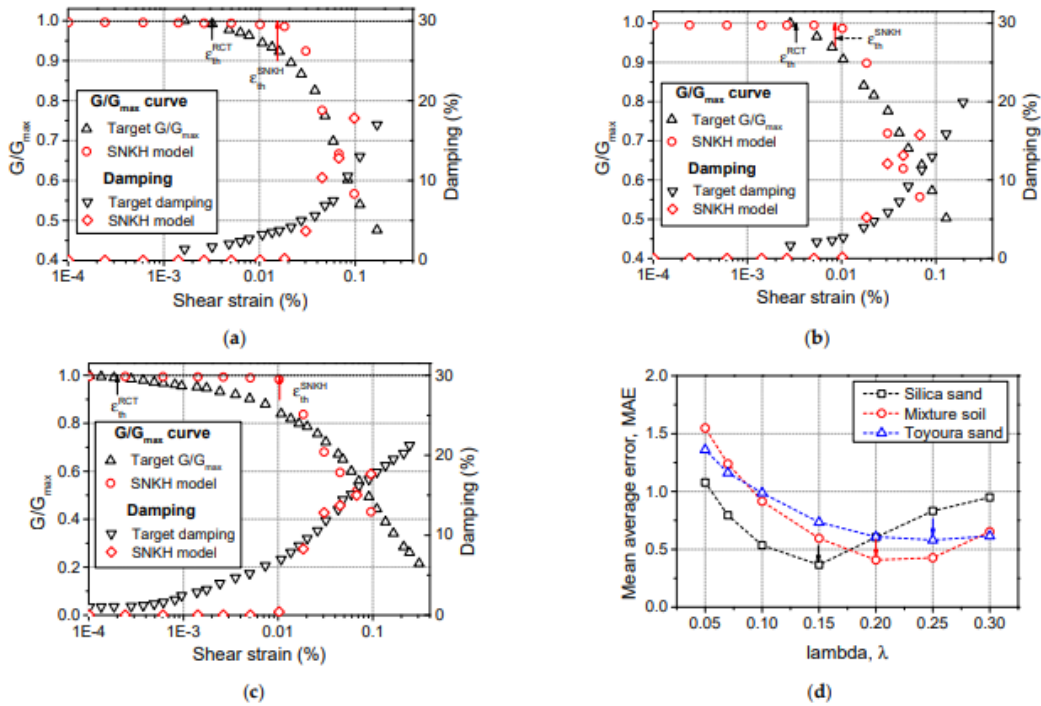 1.0
0.9
0.8
0.7
0.6
0.5
0.4
G/Gmax
30
20
10
0
Damping (%)
εthRCT
εthSNKH
G/Gmax curve
Target G/Gmax
SNKH model
Damping
Target damping
SNKH model
1E-4 1E-3 0.01 0.1
Shear strain (%)
(a)
1.0
0.9
0.8
0.7
0.6
0.5
0.4
G/Gmax
30
20
10
0
Damping (%)
εthRCT
εthSNKH
G/Gmax curve
Target G/Gmax
SNKH model
Damping
Target damping
SNKH model
1E-4 1E-3 0.01 0.1
Shear strain (%)
(b)
1.0
0.8
0.6
0.4
0.2
0.0
G/Gmax
30
20
10
0
Damping (%)
εthRCT
εthSNKH
G/Gmax curve
Target G/Gmax
SNKH model
Damping
Target damping
SNKH model
1E-4 1E-3 0.01 0.1
Shear strain (%)
(c)
2.0
1.5
1.0
0.5
0.0
Mean average error, MAE
Silica sand
Mixture soil
Toyoura sand
0.05 0.10 0.15 0.20 0.25 0.30
lambda, λ
(d)